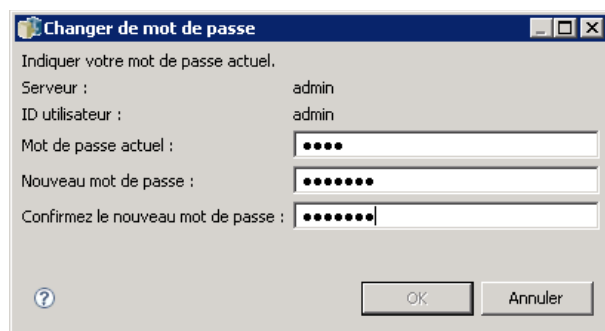 Changer de mot de passe
Indiquer votre mot de passe actuel.
Serveur : admin
ID utilisateur : admin
Mot de passe actuel : ●●●●
Nouveau mot de passe : ●●●●●●●
Confirmez le nouveau mot de passe : ●●●●●●●
? OK Annuler